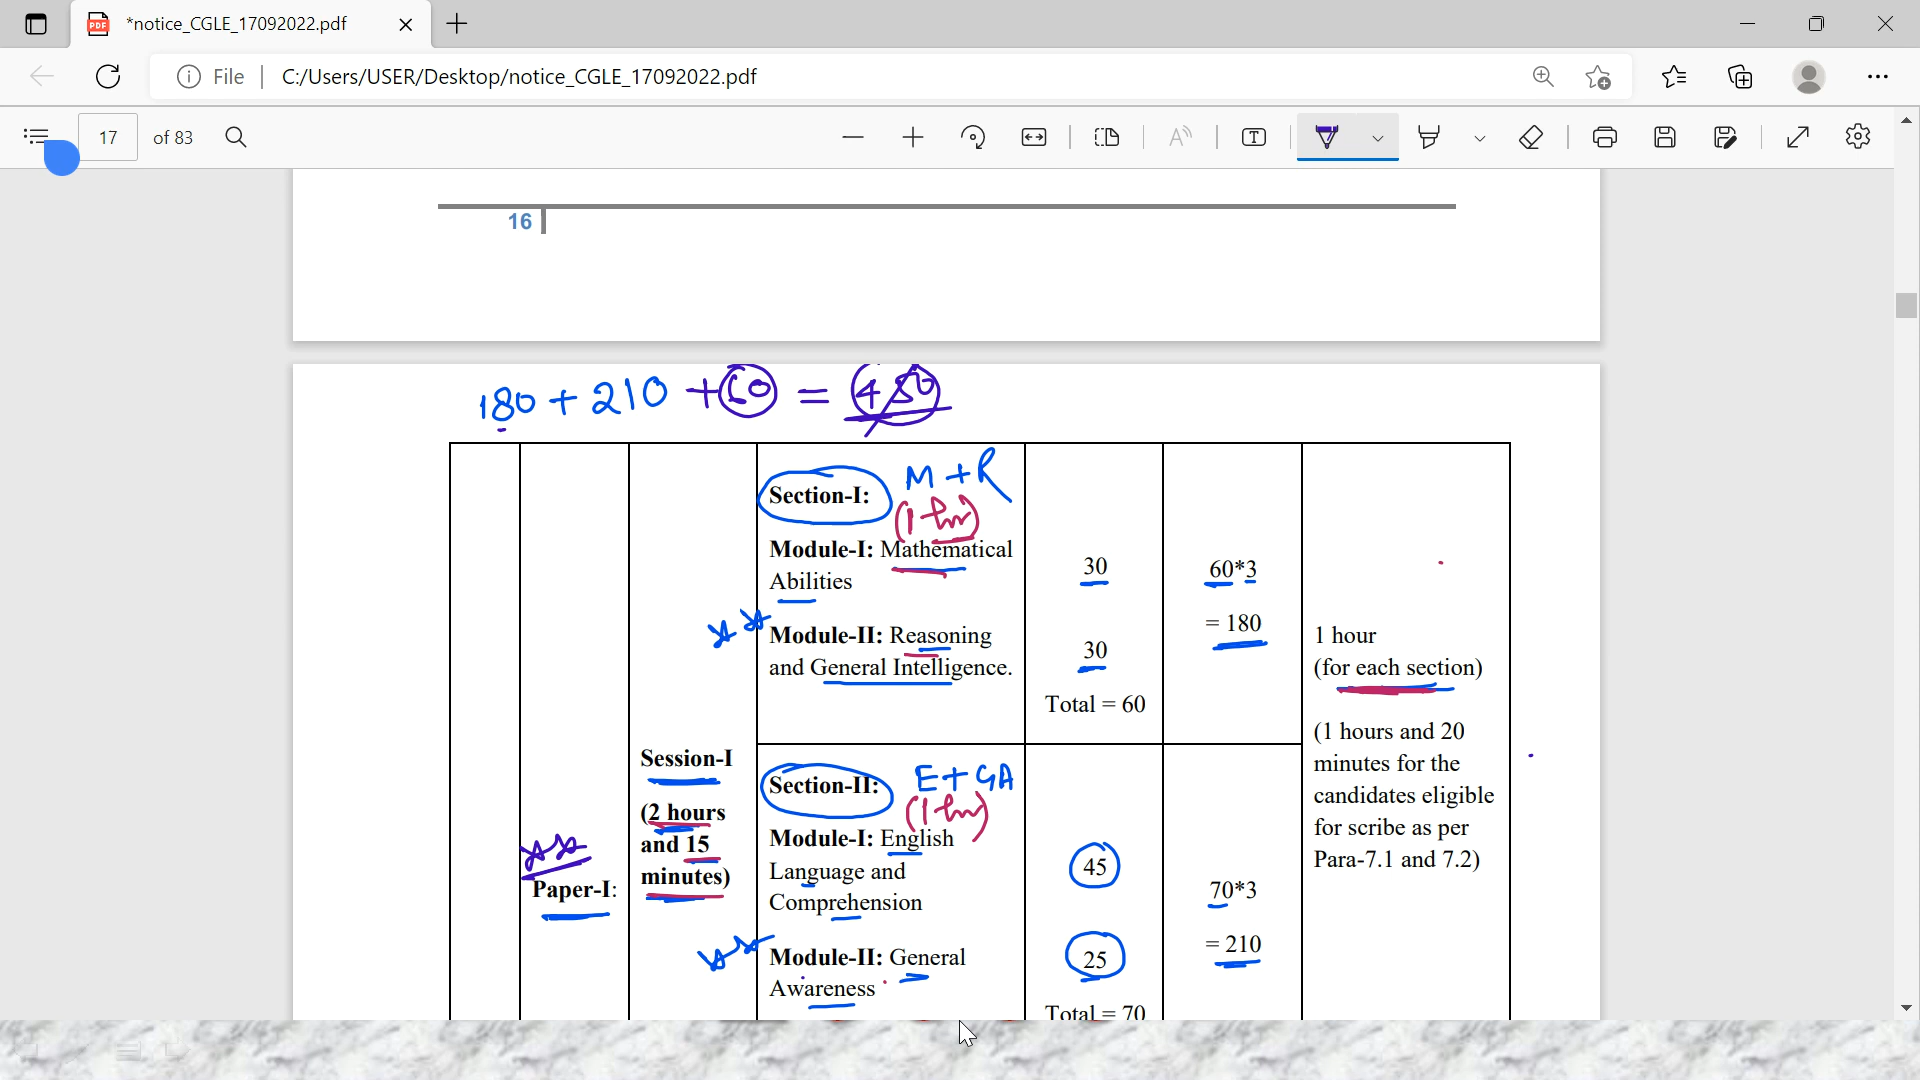 *notice_CGLE_17092022.pdf
File C:/Users/USER/Desktop/notice_CGLE_17092022.pdf
17 of 83
16
180 + 210 + 60 = 450
Section-I: M + R
(1 hr)
Module-I: Mathematical
Abilities
Module-II: Reasoning
and General Intelligence.
30
30
Total = 60
60*3
= 180
1 hour
(for each section)
(1 hours and 20
minutes for the
candidates eligible
for scribe as per
Para-7.1 and 7.2)
Paper-I:
Session-I
(2 hours
and 15
minutes)
Section-II: E + GA
(1 hr)
Module-I: English
Language and
Comprehension
Module-II: General
Awareness
45
25
Total = 70
70*3
= 210